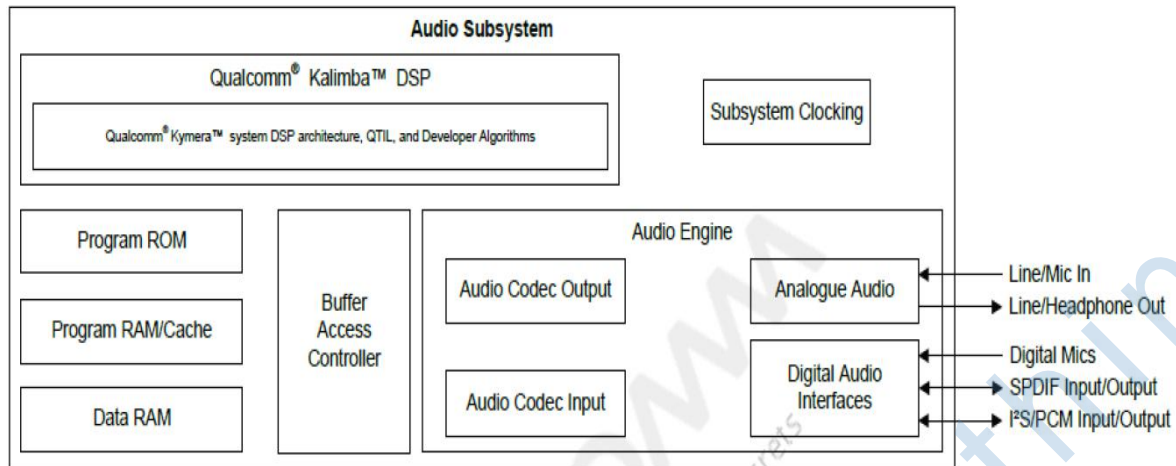 Audio Subsystem
Qualcomm® Kalimba™ DSP
Qualcomm® Kymera™ system DSP architecture, QTIL, and Developer Algorithms
Subsystem Clocking
Program ROM
Program RAM/Cache
Data RAM
Buffer
Access
Controller
Audio Engine
Audio Codec Output
Analogue Audio
Audio Codec Input
Digital Audio
Interfaces
Line/Mic In
Line/Headphone Out
Digital Mics
SPDIF Input/Output
I²S/PCM Input/Output